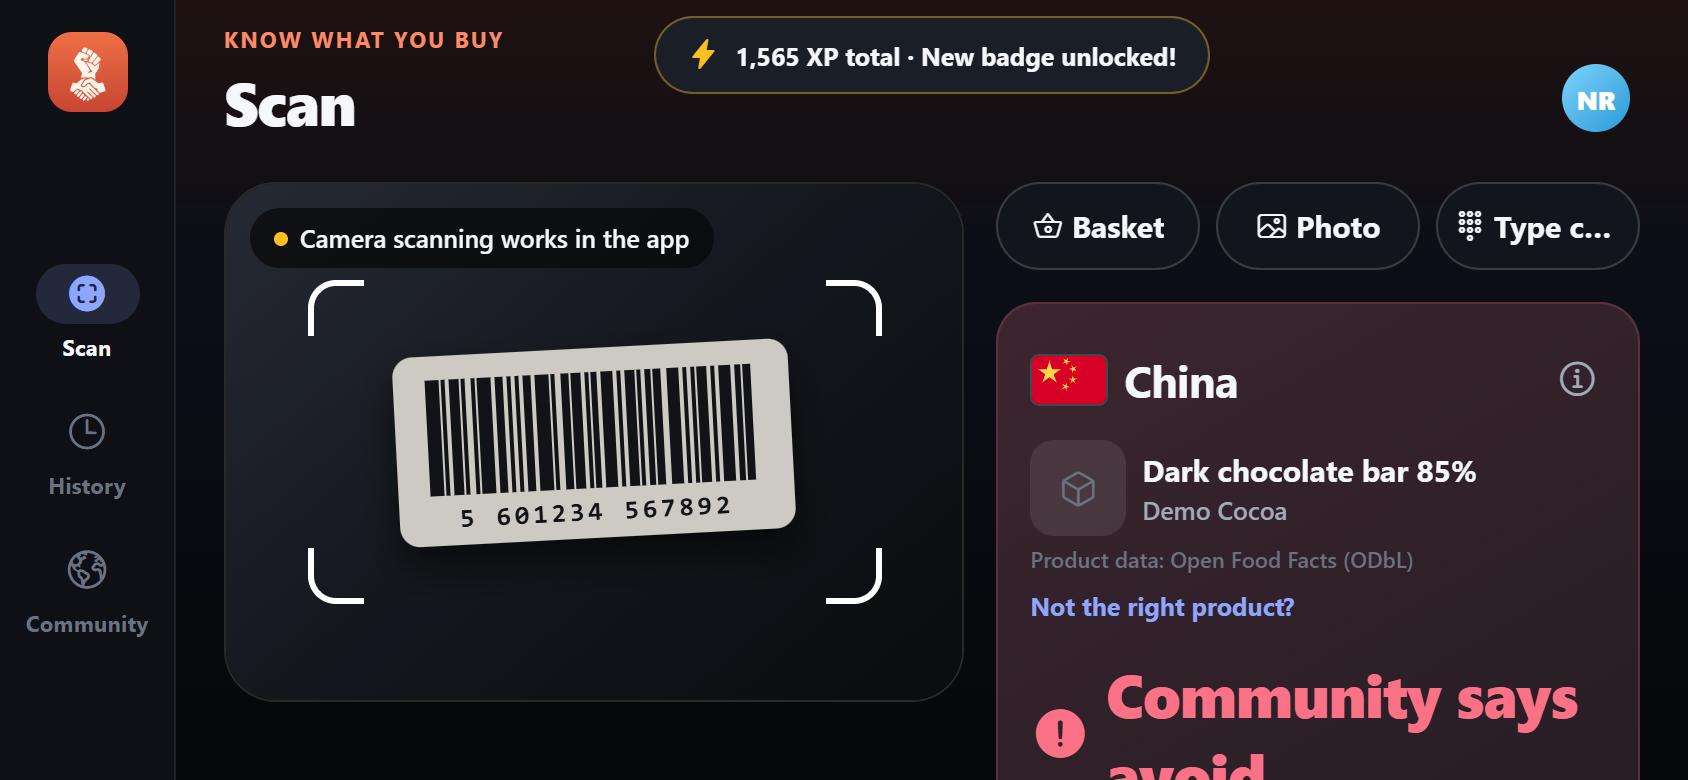 KNOW WHAT YOU BUY
Scan
1,565 XP total · New badge unlocked!
NR
Scan
History
Community
Camera scanning works in the app
5 601234 567892
Basket
Photo
Type c...
China
Dark chocolate bar 85%
Demo Cocoa
Product data: Open Food Facts (ODbL)
Not the right product?
Community says
avoid